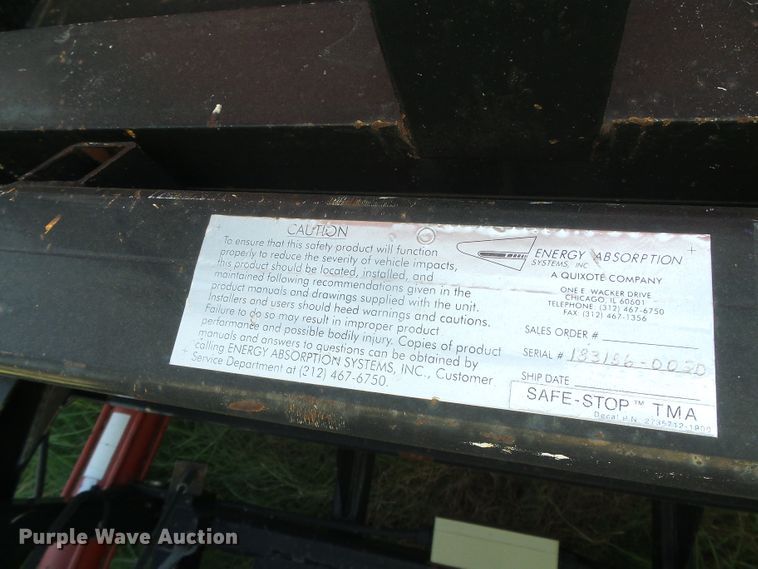 CAUTION
To ensure that this safety product will function
properly to reduce the severity of vehicle impacts,
this product should be located, installed, and
maintained following recommendations given in the
product manuals and drawings supplied with the unit.
Installers and users should heed warnings and cautions.
Failure to do so may result in improper product
performance and possible bodily injury. Copies of product
manuals and answers to questions can be obtained by
calling ENERGY ABSORPTION SYSTEMS, INC., Customer
Service Department at (312) 467-6750.
ENERGY ABSORPTION
SYSTEMS, INC.
A QUIXOTE COMPANY
ONE E. WACKER DRIVE
CHICAGO, IL 60601
TELEPHONE (312) 467-6750
FAX (312) 467-1356
SALES ORDER #
SERIAL #
SHIP DATE
SAFE-STOP™ TMA
Decal P.N.
Purple Wave Auction